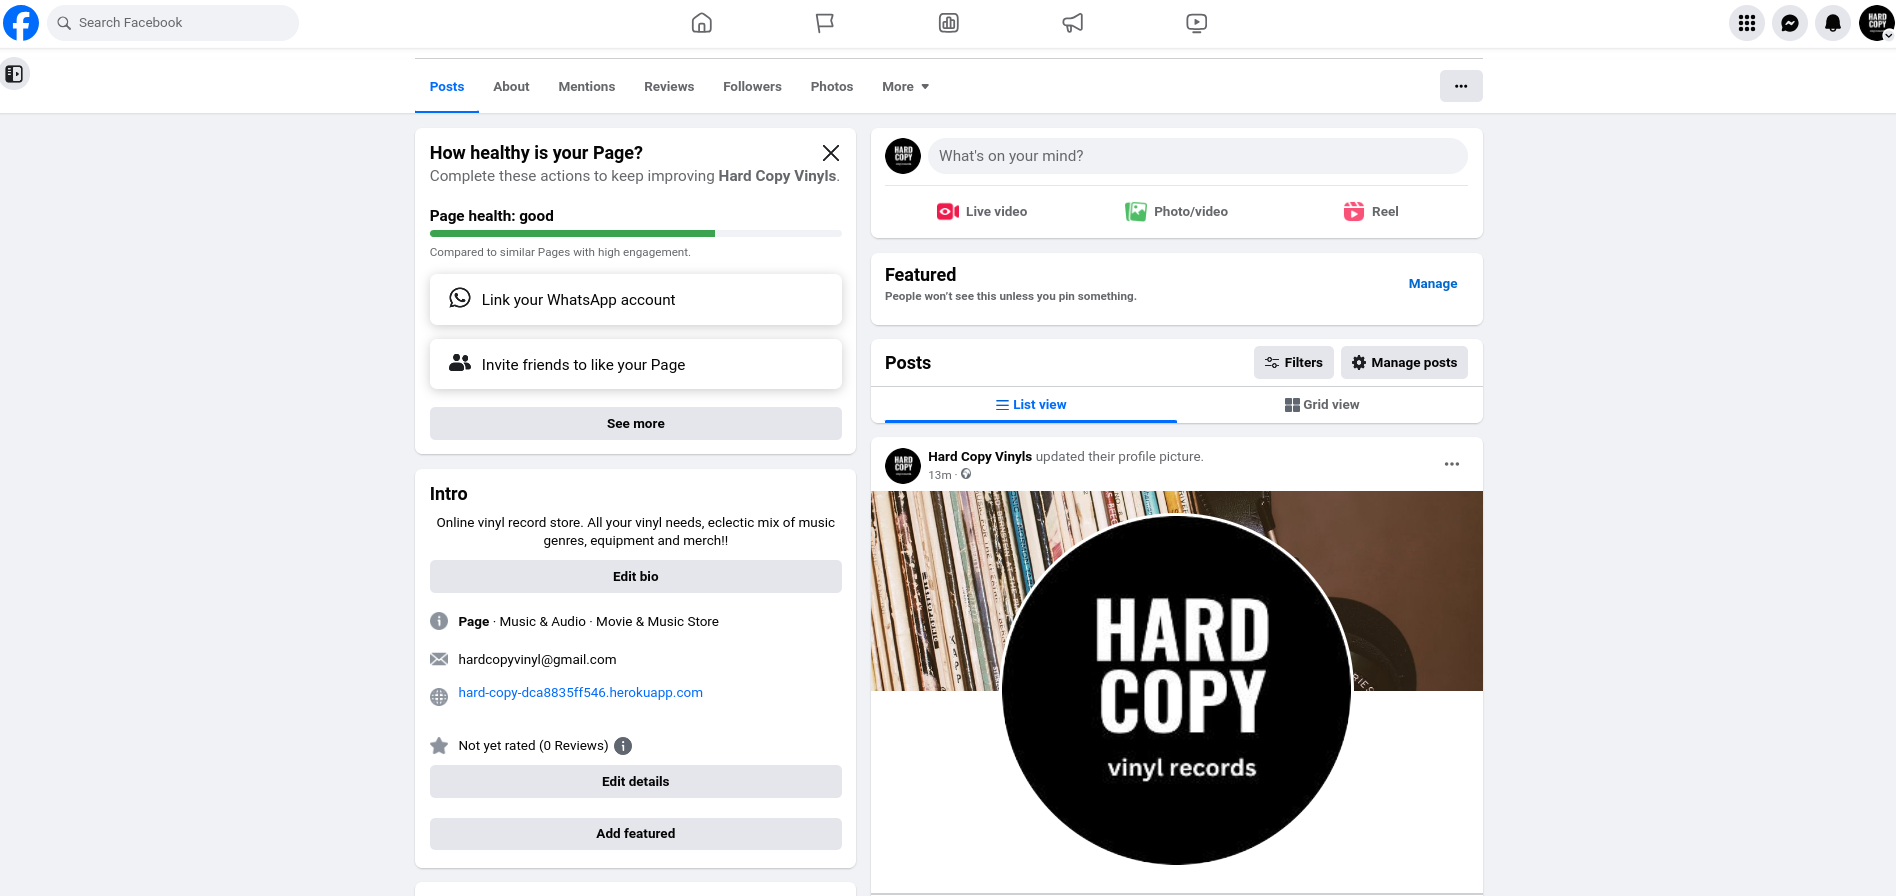 Search Facebook
HARD
COPY
Posts
About
Mentions
Reviews
Followers
Photos
More
How healthy is your Page?
Complete these actions to keep improving Hard Copy Vinyls.
Page health: good
Compared to similar Pages with high engagement.
Link your WhatsApp account
Invite friends to like your Page
See more
Intro
Online vinyl record store. All your vinyl needs, eclectic mix of music
genres, equipment and merch!!
Edit bio
Page · Music & Audio · Movie & Music Store
hardcopyvinyl@gmail.com
hard-copy-dca8835ff546.herokuapp.com
Not yet rated (0 Reviews)
Edit details
Add featured
HARD
COPY
What's on your mind?
Live video
Photo/video
Reel
Featured
People won't see this unless you pin something.
Manage
Posts
Filters
Manage posts
List view
Grid view
HARD
COPY
Hard Copy Vinyls updated their profile picture.
13m ·
HARD
COPY
vinyl records